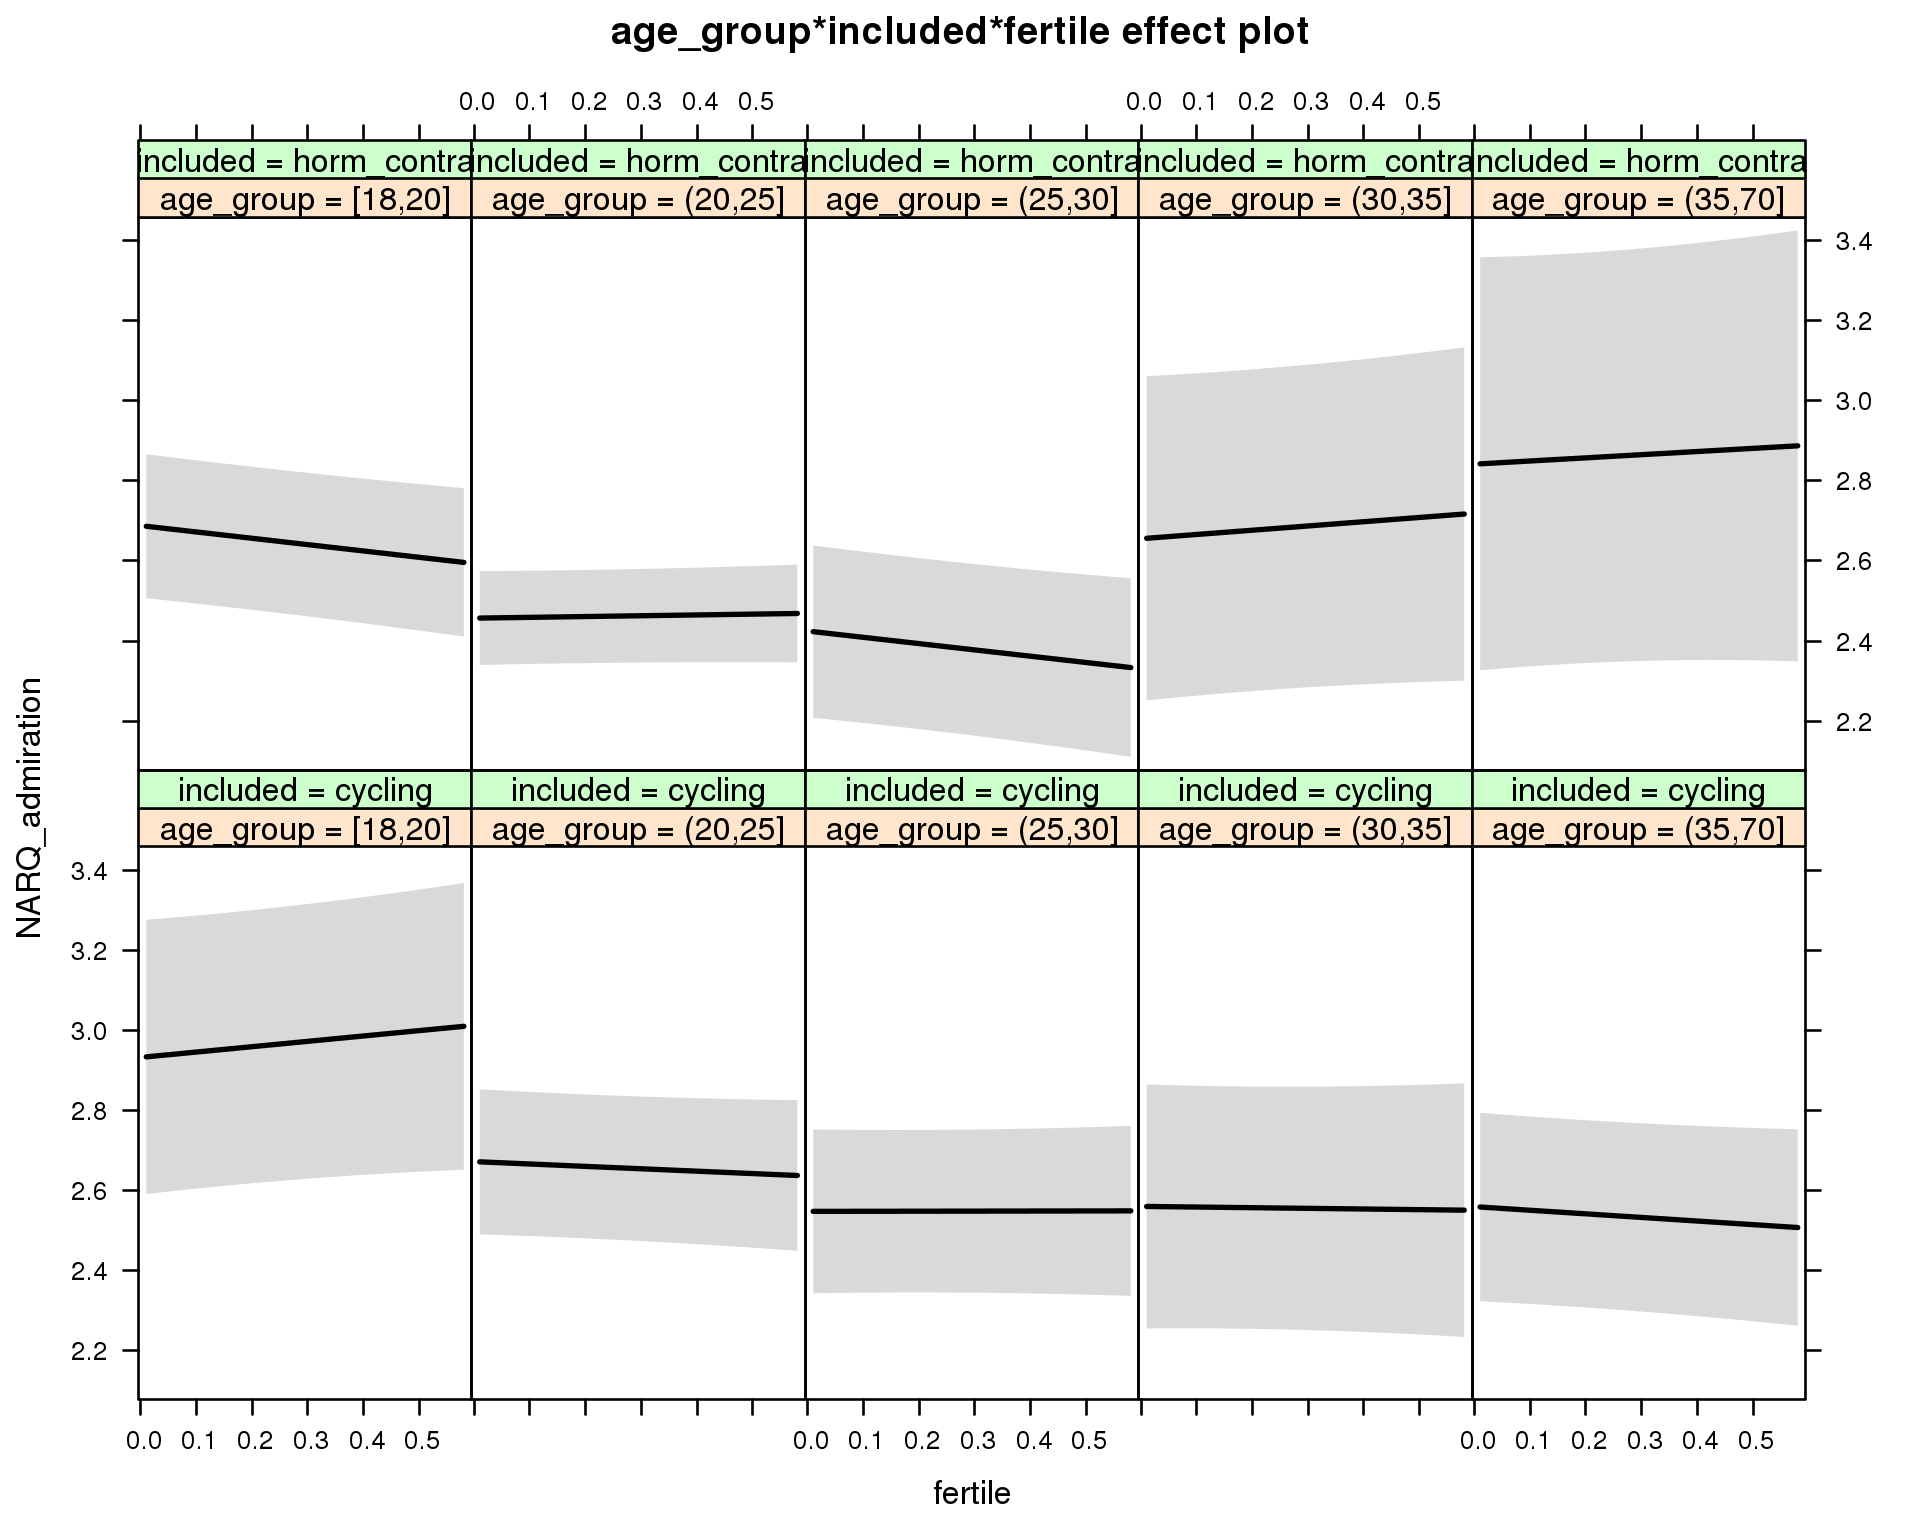 age_group*included*fertile effect plot
0.0 0.1 0.2 0.3 0.4 0.5 0.0 0.1 0.2 0.3 0.4 0.5
included = horm_contra included = horm_contra included = horm_contra included = horm_contra included = horm_contra
age_group = [18,20] age_group = (20,25] age_group = (25,30] age_group = (30,35] age_group = (35,70]
3.4
3.2
3.0
2.8
2.6
2.4
2.2
NARQ_admiration
included = cycling included = cycling included = cycling included = cycling included = cycling
age_group = [18,20] age_group = (20,25] age_group = (25,30] age_group = (30,35] age_group = (35,70]
3.4
3.2
3.0
2.8
2.6
2.4
2.2
0.0 0.1 0.2 0.3 0.4 0.5 0.0 0.1 0.2 0.3 0.4 0.5 0.0 0.1 0.2 0.3 0.4 0.5
fertile